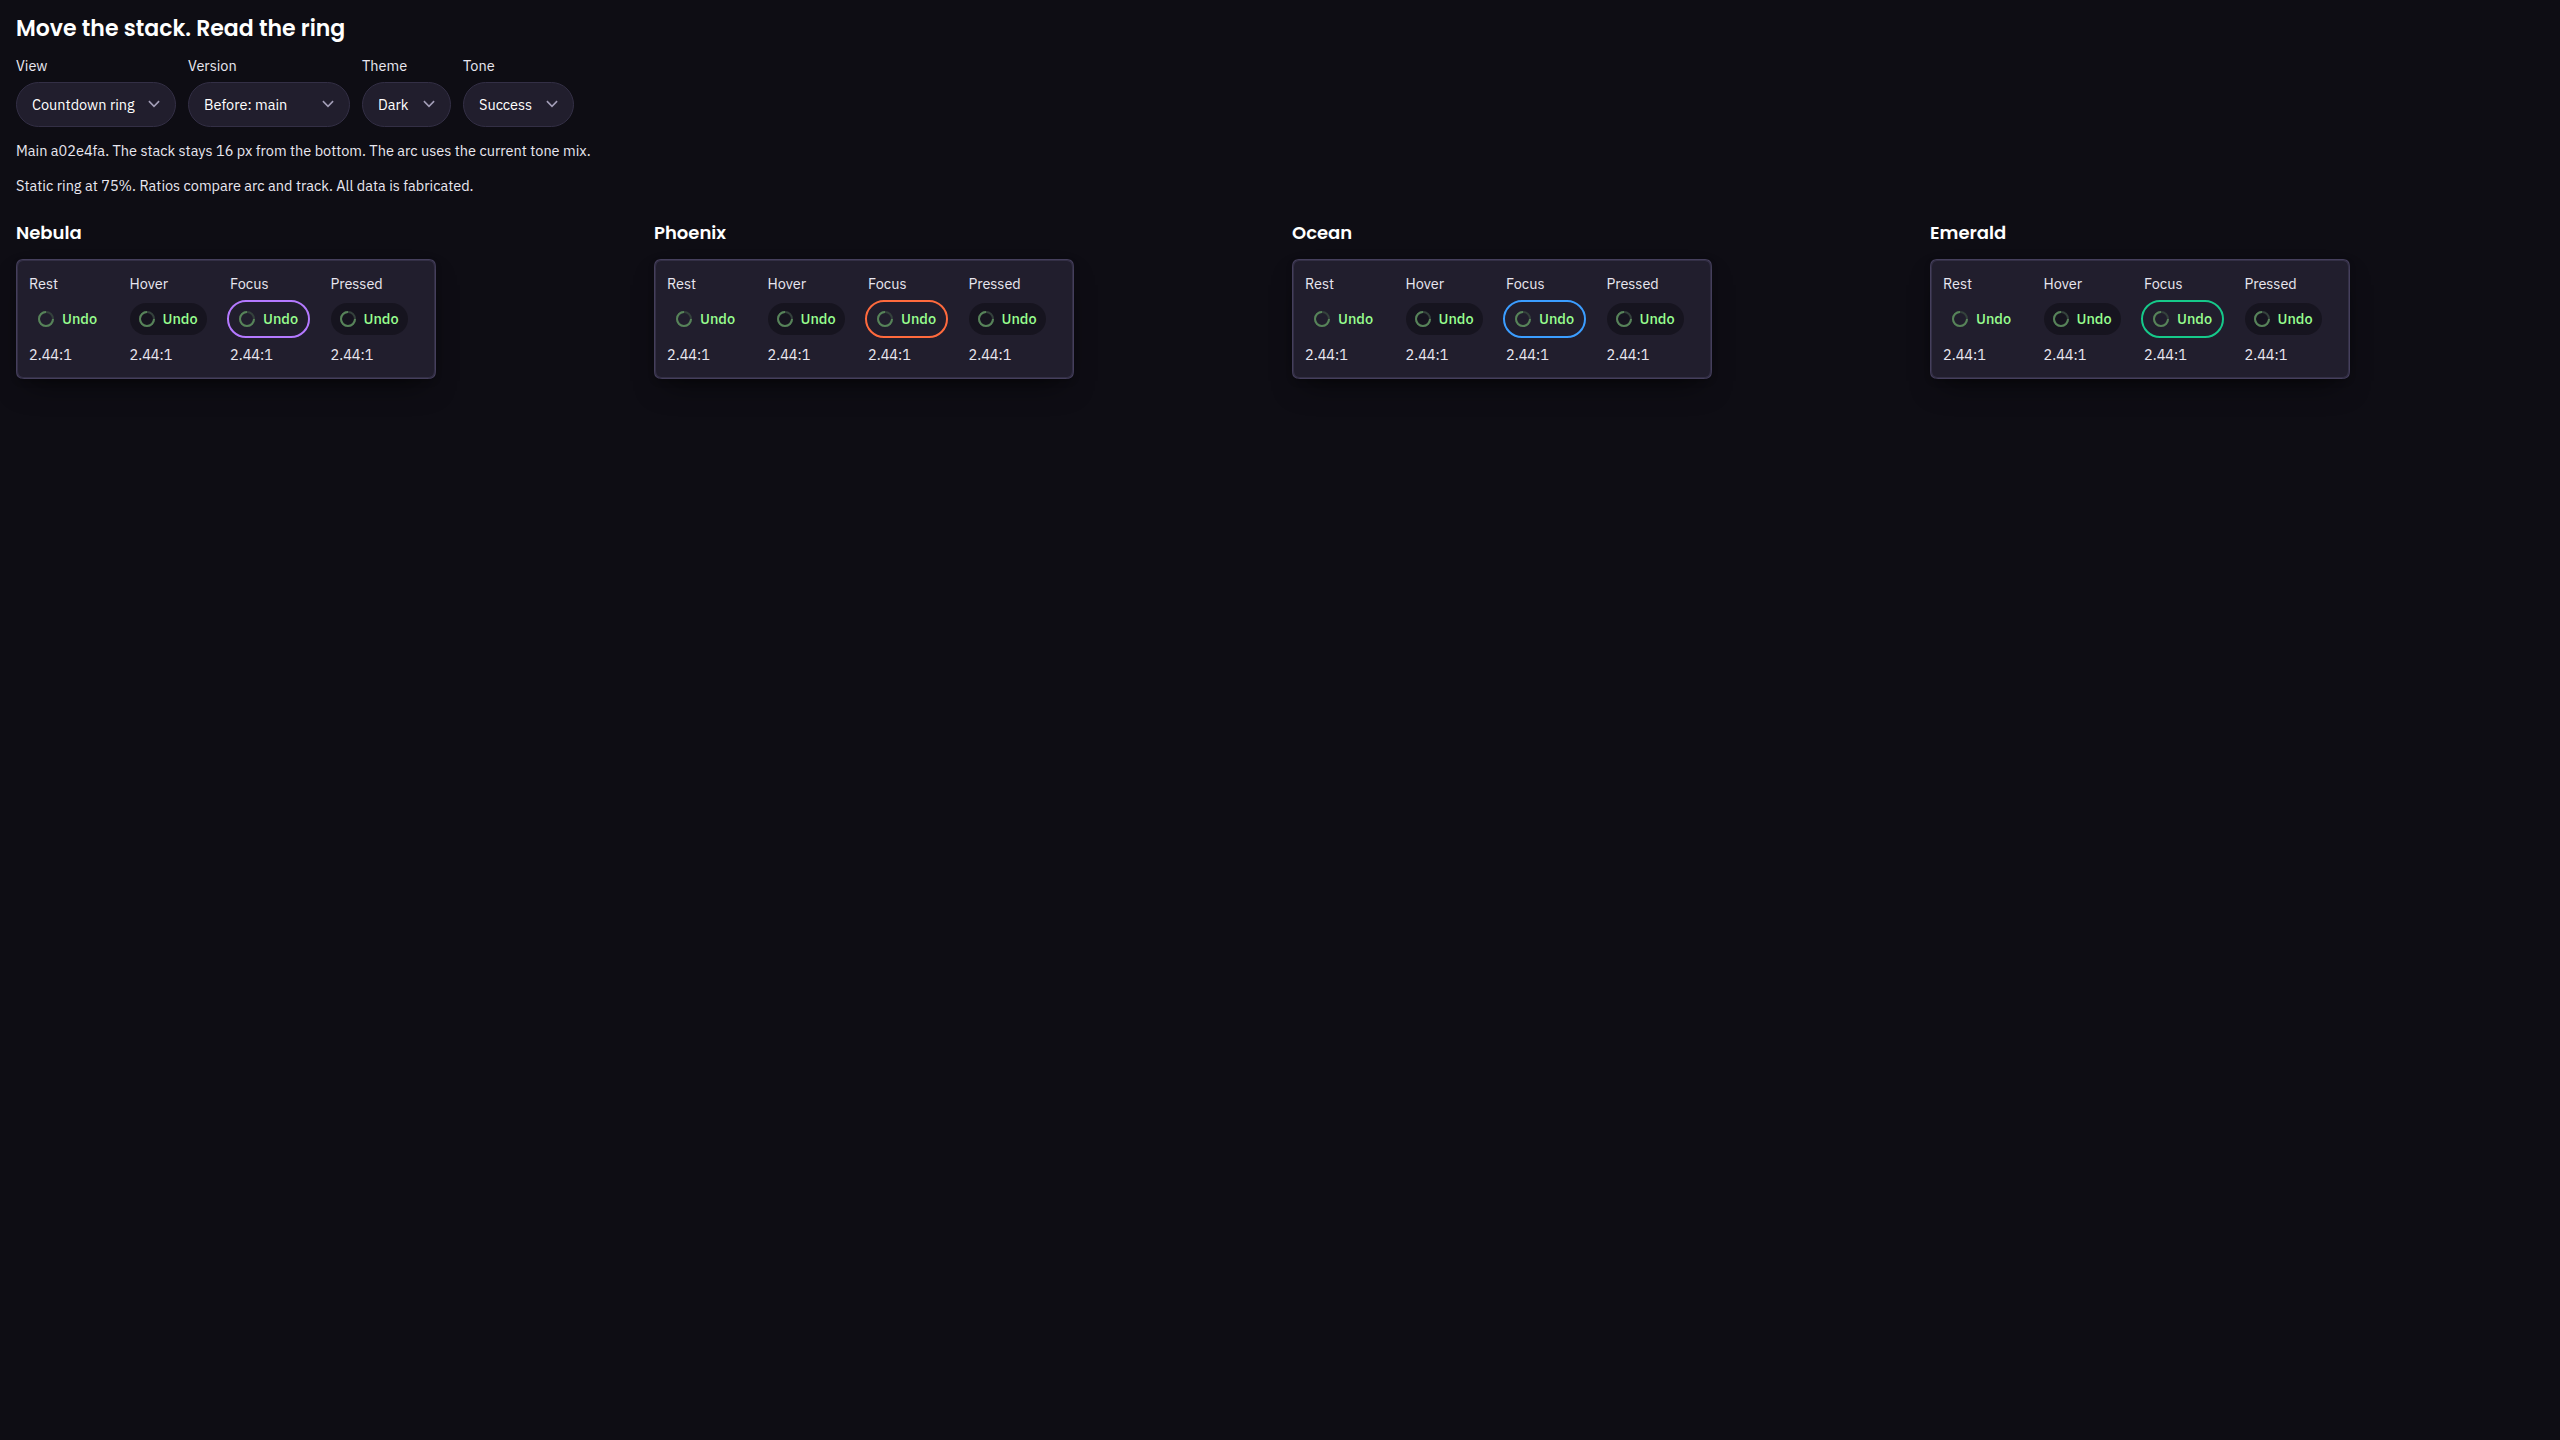 Move the stack. Read the ring
View Version Theme Tone
Countdown ring Before: main Dark Success
Main a02e4fa. The stack stays 16 px from the bottom. The arc uses the current tone mix.
Static ring at 75%. Ratios compare arc and track. All data is fabricated.
Nebula
Rest Hover Focus Pressed
Undo Undo Undo Undo
2.44:1 2.44:1 2.44:1 2.44:1
Phoenix
Rest Hover Focus Pressed
Undo Undo Undo Undo
2.44:1 2.44:1 2.44:1 2.44:1
Ocean
Rest Hover Focus Pressed
Undo Undo Undo Undo
2.44:1 2.44:1 2.44:1 2.44:1
Emerald
Rest Hover Focus Pressed
Undo Undo Undo Undo
2.44:1 2.44:1 2.44:1 2.44:1